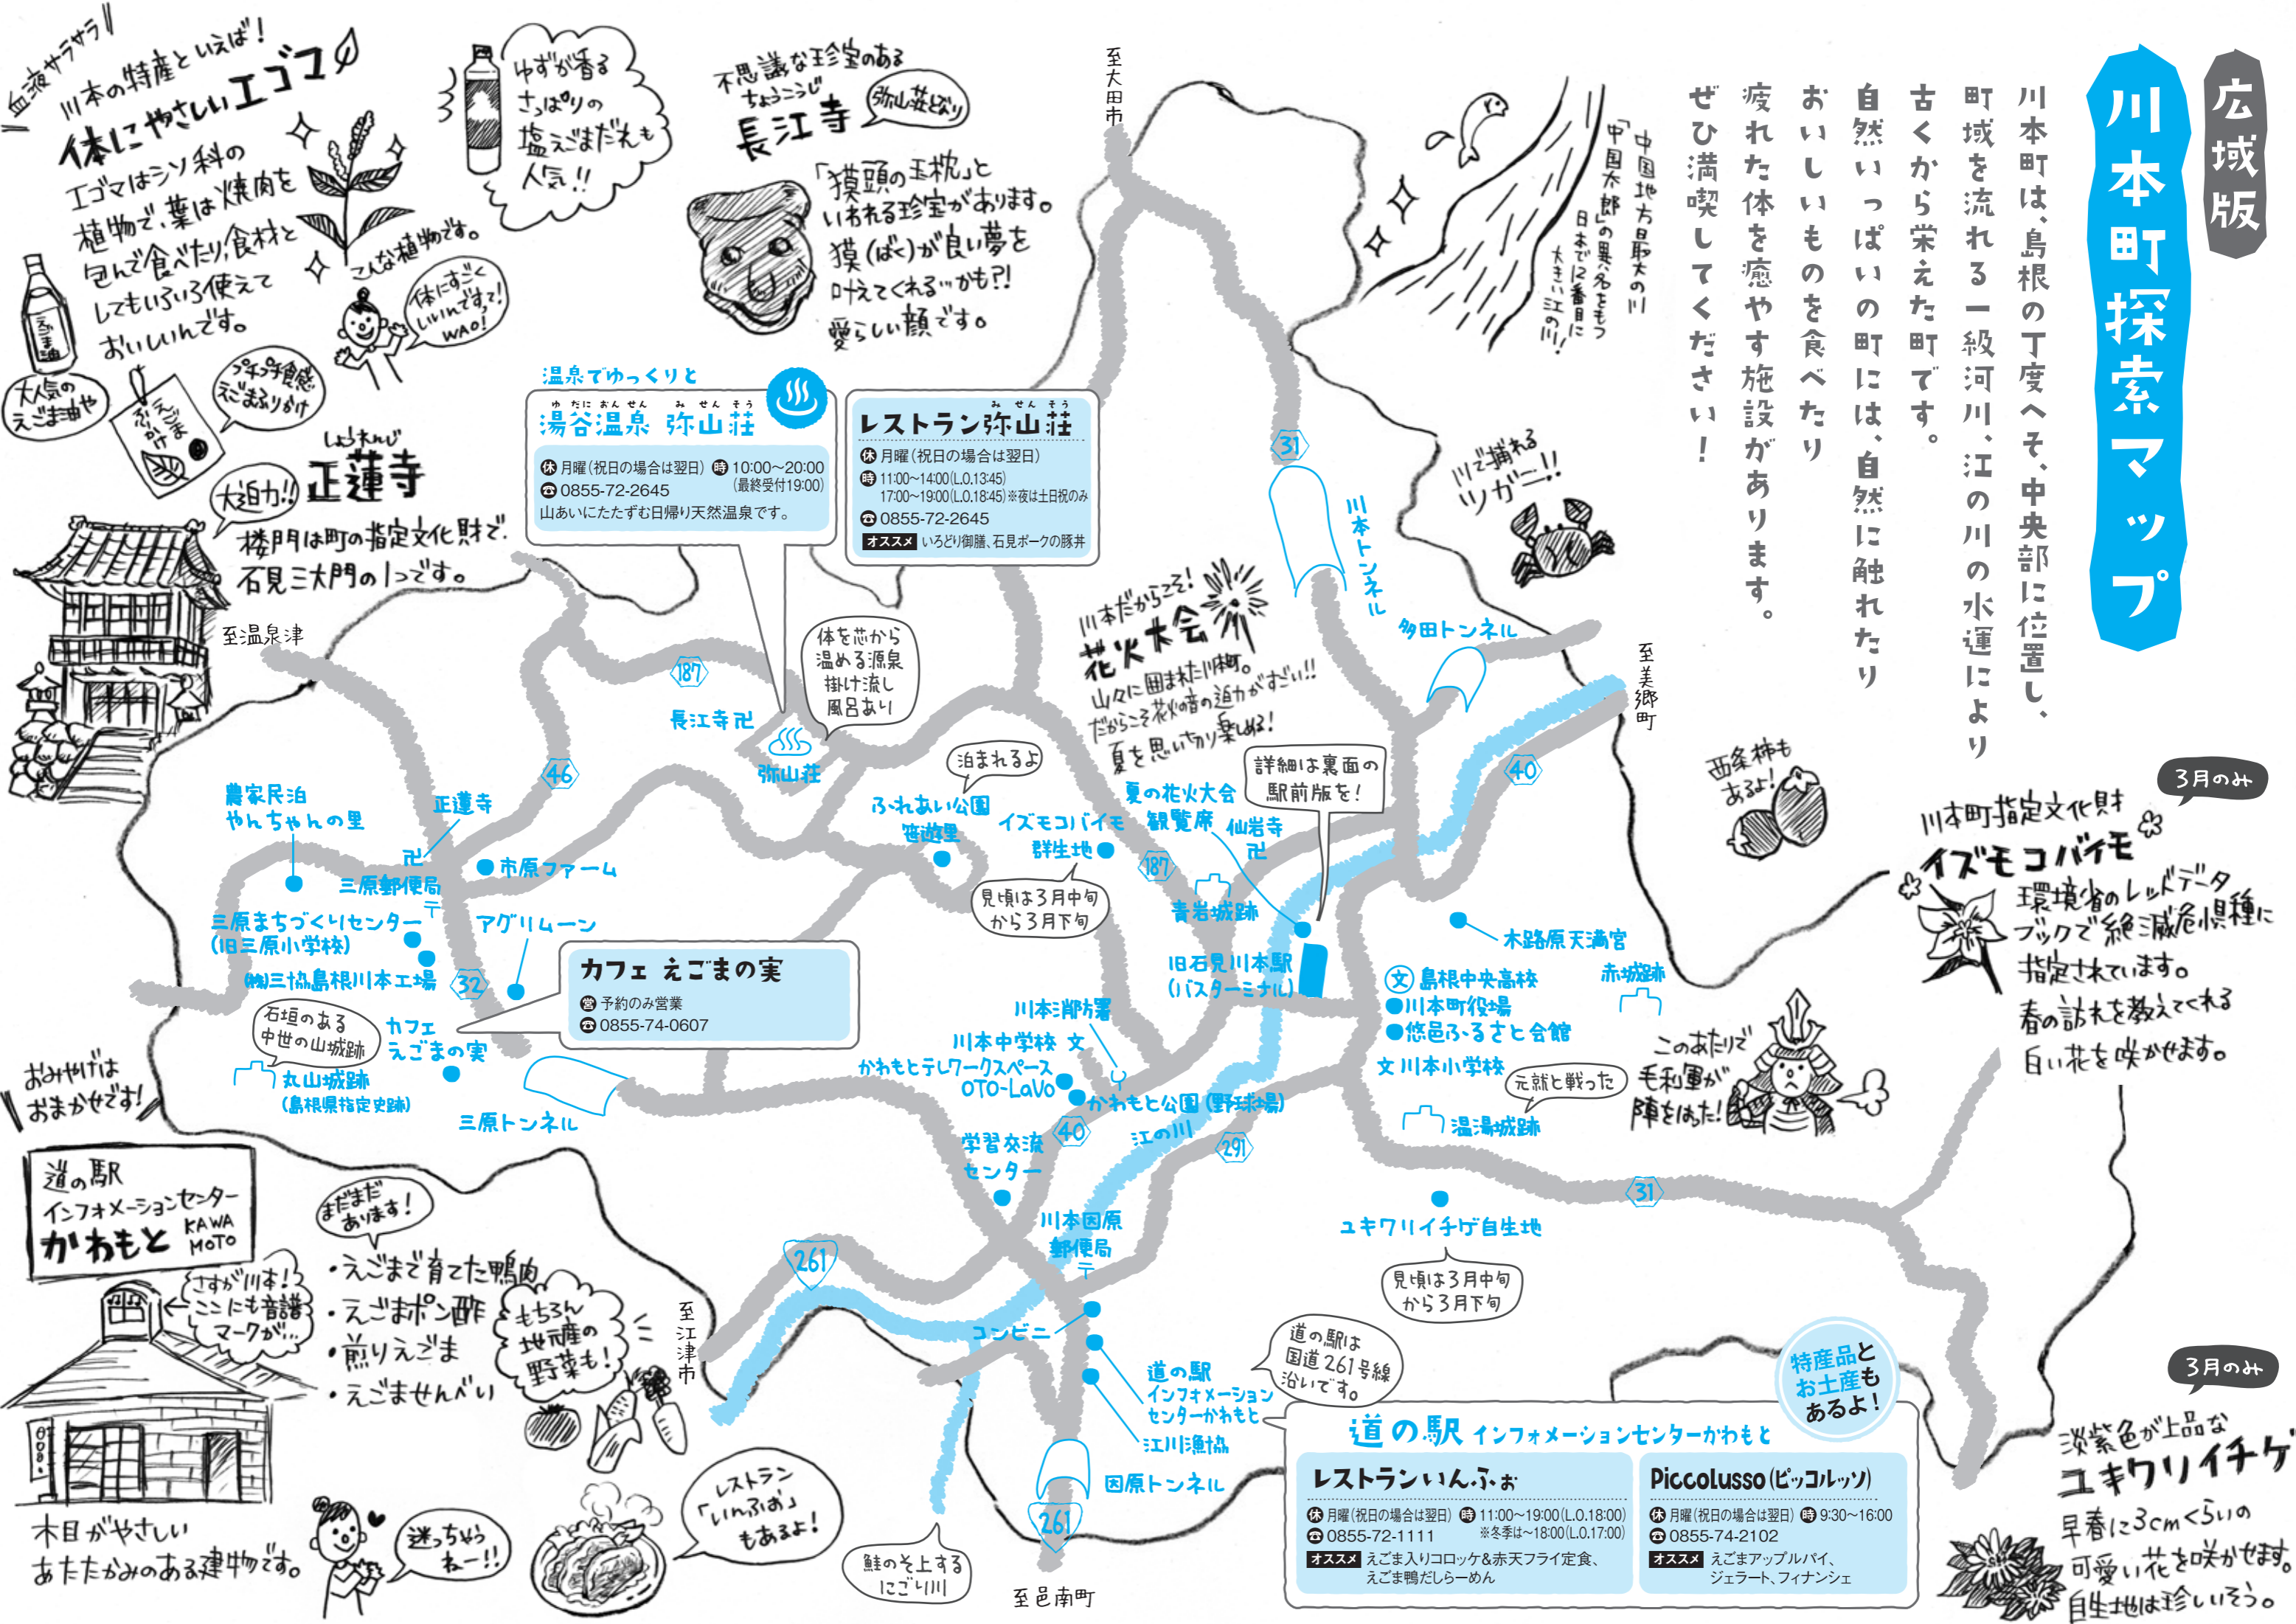 広域版
川本町探索マップ
川本町は、島根の丁度へそ、中央部に位置し、
町域を流れる一級河川、江の川の水運により
古くから栄えた町です。
自然いっぱいの町には、自然に触れたり
おいしいものを食べたり
疲れた体を癒やす施設があります。
ぜひ満喫してください!
中国地方最大の川
「中国太郎」の異名をもつ
日本で12番目に
大きい江の川!
血液サラサラ
川本の特産といえば!
体にやさしいエゴマ
エゴマはシソ科の
植物で、葉は焼肉を
包んで食べたり、食材と
してもいろいろ使えて
おいしいんです。
こんな植物です。
体にすごく
いいんですって!
WAO!
えごま油
大人気の
えごま油や
えごま
ふりかけ
プチプチ食感
えごまふりかけ
ゆずが香る
さっぱりの
塩えごまだれも
人気!!
不思議な珍宝のある
ちょうこうじ
長江寺
弥山荘となり
「獏頭の玉枕」と
いわれる珍宝があります。
獏(ばく)が良い夢を
叶えてくれる…かも?!
愛らしい顔です。
大迫力!!
しょうれんじ
正蓮寺
楼門は町の指定文化財で、
石見三大門の1つです。
温泉でゆっくりと
ゆだにおんせん みせんそう
湯谷温泉 弥山荘
休 月曜(祝日の場合は翌日) 時 10:00～20:00
(最終受付19:00)
☎ 0855-72-2645
山あいにたたずむ日帰り天然温泉です。
みせんそう
レストラン弥山荘
休 月曜(祝日の場合は翌日)
時 11:00～14:00(L.O.13:45)
17:00～19:00(L.O.18:45)※夜は土日祝のみ
☎ 0855-72-2645
オススメ いろどり御膳、石見ポークの豚丼
至大田市
31
川本トンネル
川で捕れる
ツガニ!!
多田トンネル
至美郷町
40
西条柿も
あるよ!
川本だからこそ!
花火大会
山々に囲まれた川本町。
だからこそ花火の音の迫力がすごい!!
夏を思いっきり楽しめる!
至温泉津
187
長江寺
弥山荘
体を芯から
温める源泉
掛け流し
風呂あり
46
農家民泊
やんちゃんの里
正蓮寺
三原郵便局
〒
市原ファーム
三原まちづくりセンター
(旧三原小学校)
㈱三協島根川本工場
32
アグリムーン
カフェ えごまの実
営 予約のみ営業
☎ 0855-74-0607
石垣のある
中世の山城跡
カフェ
えごまの実
丸山城跡
(島根県指定史跡)
三原トンネル
泊まれるよ
ふれあい公園
笹遊里
イズモコバイモ
群生地
見頃は3月中旬
から3月下旬
夏の花火大会
観覧席
仙岩寺
詳細は裏面の
駅前版を!
187
青岩城跡
旧石見川本駅
(バスターミナル)
木路原天満宮
文 島根中央高校
川本町役場
悠邑ふるさと会館
文 川本小学校
赤城跡
元就と戦った
温湯城跡
このあたりで
毛利軍が
陣をはった!
川本消防署
川本中学校 文
かわもとテレワークスペース
OTO-LaVo
かわもと公園(野球場)
40
江の川
291
学習交流
センター
川本因原
郵便局
〒
31
ユキワリイチゲ自生地
見頃は3月中旬
から3月下旬
3月のみ
川本町指定文化財
イズモコバイモ
環境省のレッドデータ
ブックで絶滅危惧種に
指定されています。
春の訪れを教えてくれる
白い花を咲かせます。
おみやげは
おまかせです!
道の駅
インフォメーションセンター
かわもと KAWA
MOTO
さすが川本!
ここにも音譜
マークが…
まだまだ
あります!
・えごまで育てた鴨肉
・えごまポン酢
・煎りえごま
・えごませんべい
もちろん
地元産の
野菜も!
木目がやさしい
あたたかみのある建物です。
迷っちゃう
ねー!!
レストラン
「いんふぉ」
もあるよ!
至江津市
261
コンビニ
道の駅
インフォメーション
センターかわもと
江川漁協
因原トンネル
261
至邑南町
鮭のそ上する
にごり川
道の駅は
国道261号線
沿いです。
特産品と
お土産も
あるよ!
道の駅 インフォメーションセンターかわもと
レストランいんふぉ
休 月曜(祝日の場合は翌日) 時 11:00～19:00(L.O.18:00)
☎ 0855-72-1111 ※冬季は～18:00(L.O.17:00)
オススメ えごま入りコロッケ&赤天フライ定食、
えごま鴨だしらーめん
PiccoLusso(ピッコルッソ)
休 月曜(祝日の場合は翌日) 時 9:30～16:00
☎ 0855-74-2102
オススメ えごまアップルパイ、
ジェラート、フィナンシェ
3月のみ
淡紫色が上品な
ユキワリイチゲ
早春に3cmくらいの
可愛い花を咲かせます。
自生地は珍しいそう。